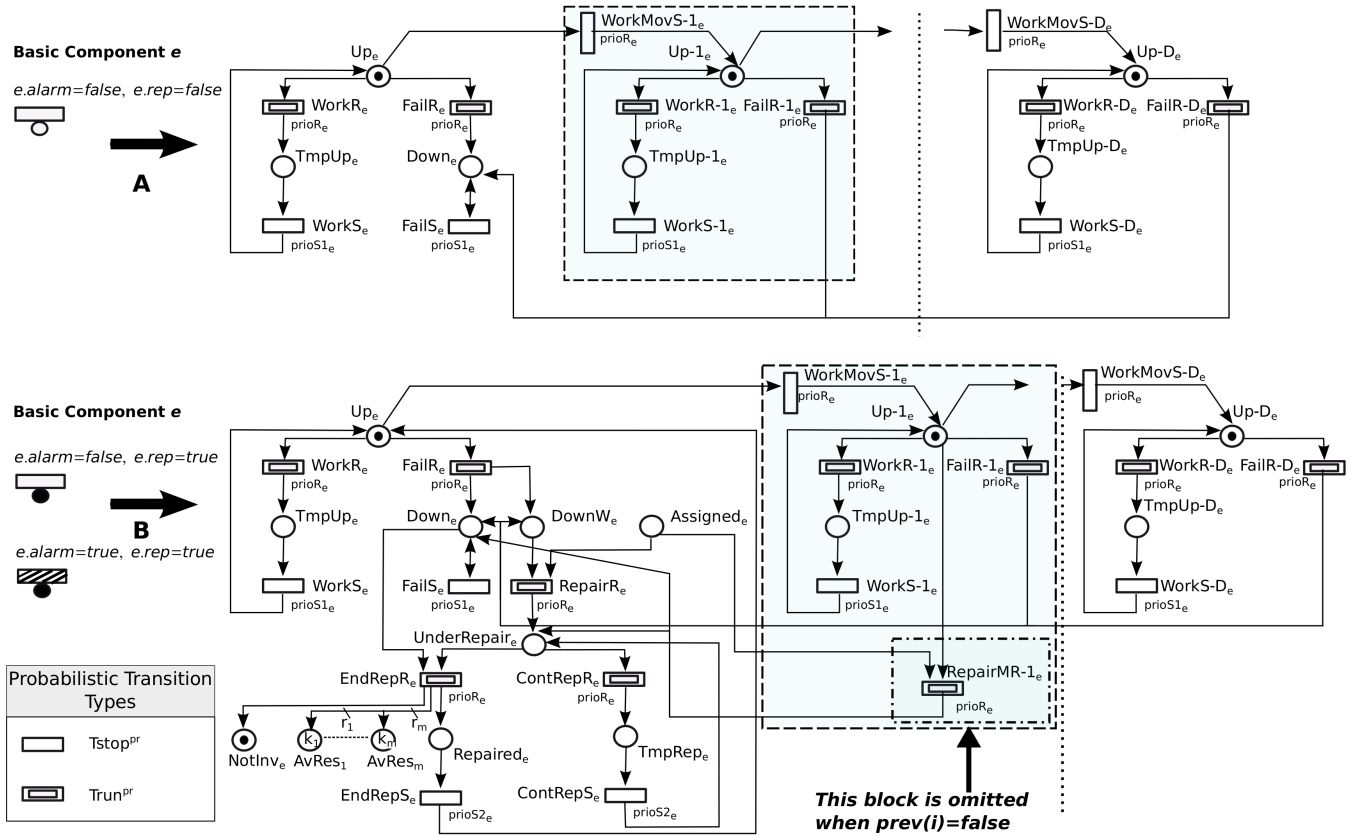 Basic Component e
e.alarm=false, e.rep=false
A
Up_e
WorkR_e
prioR_e
FailR_e
prioR_e
TmpUp_e
Down_e
WorkS_e
prioS1_e
FailS_e
prioS1_e
WorkMovS-1_e
prioR_e
Up-1_e
WorkR-1_e
prioR_e
FailR-1_e
prioR_e
TmpUp-1_e
WorkS-1_e
prioS1_e
WorkMovS-D_e
prioR_e
Up-D_e
WorkR-D_e
prioR_e
FailR-D_e
prioR_e
TmpUp-D_e
WorkS-D_e
prioS1_e
Basic Component e
e.alarm=false, e.rep=true
B
e.alarm=true, e.rep=true
Up_e
WorkR_e
prioR_e
FailR_e
prioR_e
TmpUp_e
Down_e
DownW_e
Assigned_e
WorkS_e
prioS1_e
FailS_e
prioS1_e
RepairR_e
prioR_e
UnderRepair_e
EndRepR_e
prioR_e
ContRepR_e
prioR_e
r_1
r_m
k_1
k_m
NotInv_e
AvRes_1
AvRes_m
Repaired_e
TmpRep_e
EndRepS_e
prioS2_e
ContRepS_e
prioS2_e
WorkMovS-1_e
prioR_e
Up-1_e
WorkR-1_e
prioR_e
FailR-1_e
prioR_e
TmpUp-1_e
WorkS-1_e
prioS1_e
RepairMR-1_e
prioR_e
WorkMovS-D_e
prioR_e
Up-D_e
WorkR-D_e
prioR_e
FailR-D_e
prioR_e
TmpUp-D_e
WorkS-D_e
prioS1_e
This block is omitted
when prev(i)=false
Probabilistic Transition
Types
Tstop^pr
Trun^pr